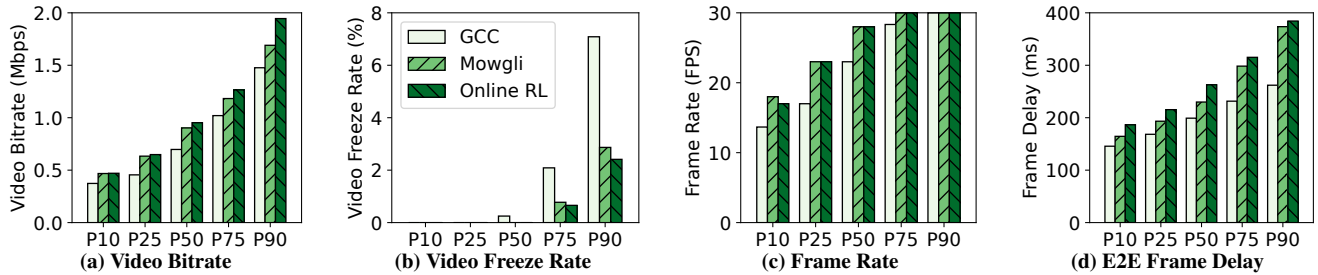 Video Bitrate (Mbps)
2.0
1.5
1.0
0.5
0.0
P10 P25 P50 P75 P90
(a) Video Bitrate
Video Freeze Rate (%)
8
6
4
2
0
GCC
Mowgli
Online RL
P10 P25 P50 P75 P90
(b) Video Freeze Rate
Frame Rate (FPS)
30
20
10
0
P10 P25 P50 P75 P90
(c) Frame Rate
Frame Delay (ms)
400
300
200
100
0
P10 P25 P50 P75 P90
(d) E2E Frame Delay